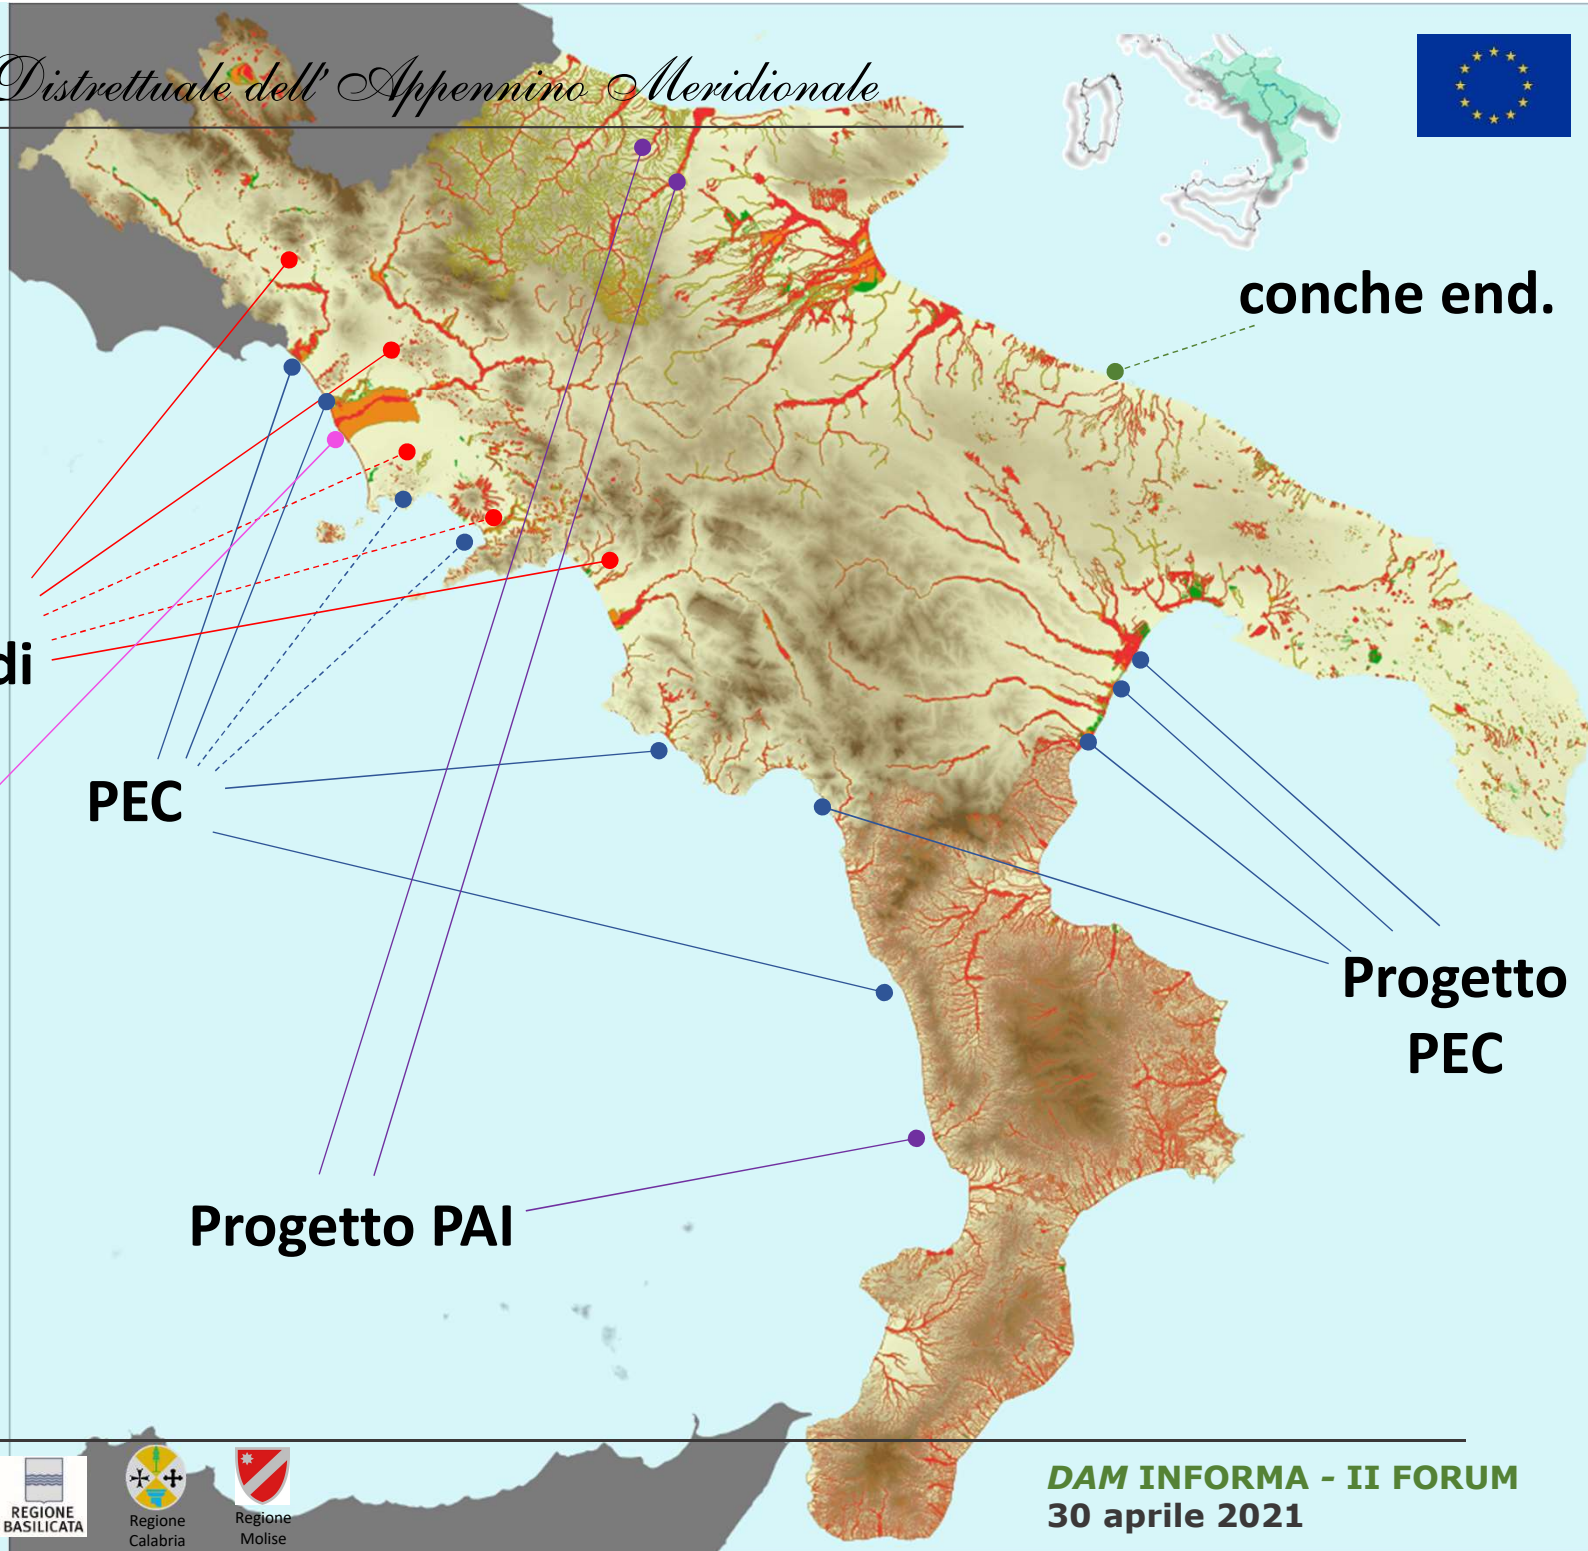 Distrettuale dell' Appennino Meridionale
conche end.
di
PEC
Progetto
PEC
Progetto PAI
REGIONE
BASILICATA
Regione
Calabria
Regione
Molise
DAM INFORMA - II FORUM
30 aprile 2021